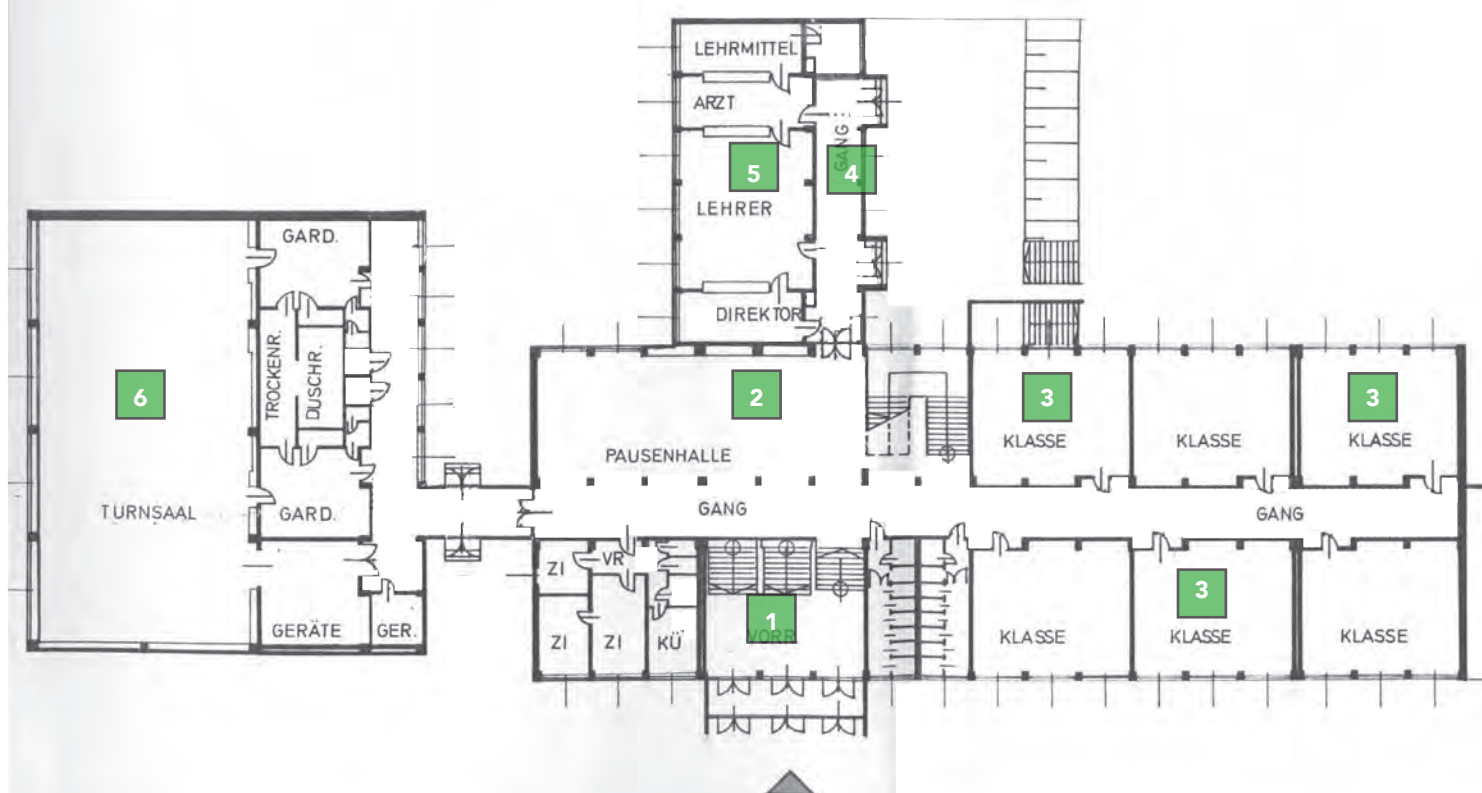 LEHRMITTEL
ARZT
GANG
5
4
LEHRER
GARD.
DIREKTOR
TROCKENR.
DUSCHR.
6
2
3
3
KLASSE
KLASSE
KLASSE
PAUSENHALLE
TURNSAAL
GARD.
GANG
GANG
ZI
VR
3
1
GERÄTE
GER.
ZI
ZI
KÜ
VORR
KLASSE
KLASSE
KLASSE